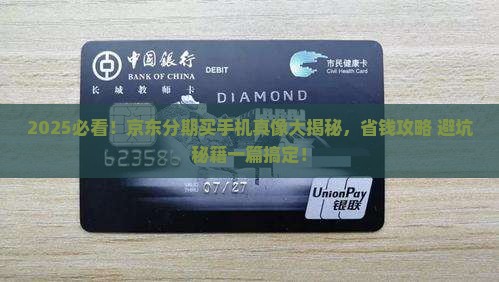 中国银行
BANK OF CHINA
DEBIT
市民健康卡
Civil Health Card
长城教师卡
DIAMOND
2025必看！京东分期买手机真像大揭秘，省钱攻略 避坑
秘籍一篇搞定！
07/27
UnionPay
银联